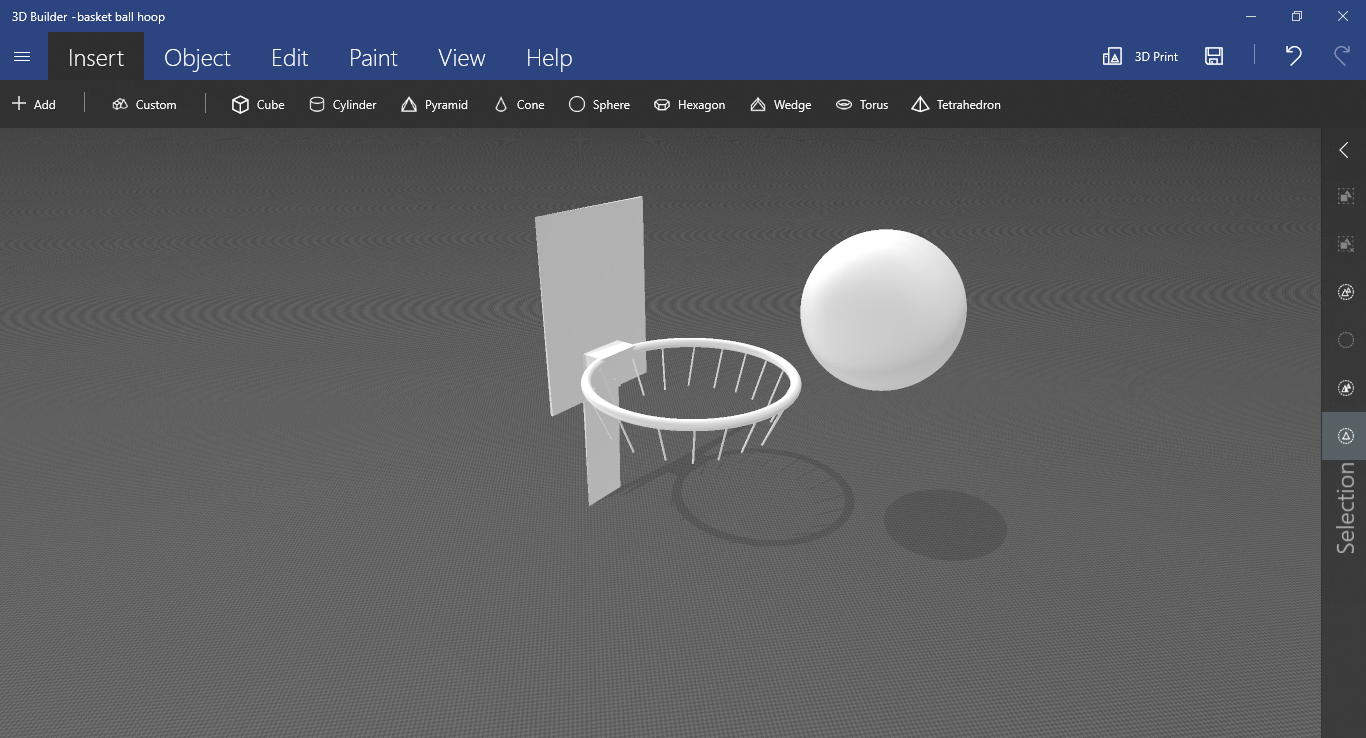 3D Builder -basket ball hoop
Insert Object Edit Paint View Help 3D Print
Add Custom Cube Cylinder Pyramid Cone Sphere Hexagon Wedge Torus Tetrahedron
Selection